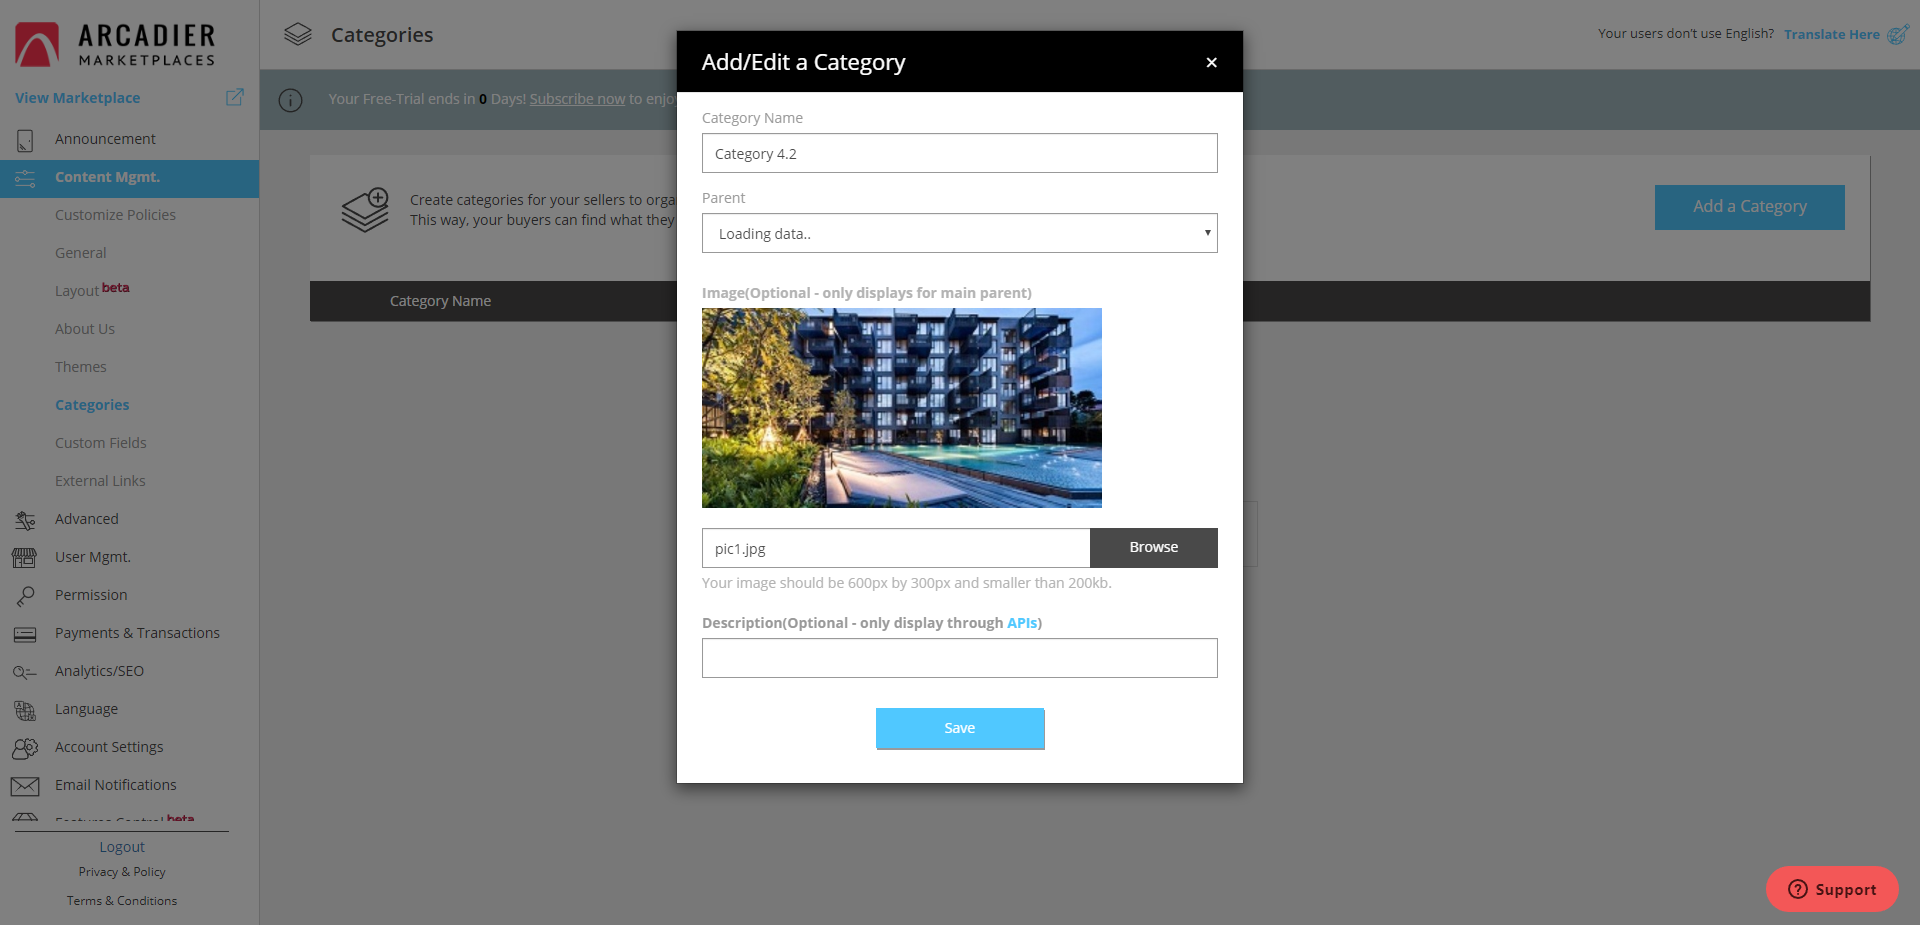 ARCADIER
MARKETPLACES
View Marketplace
Announcement
Content Mgmt.
Customize Policies
General
Layout beta
About Us
Themes
Categories
Custom Fields
External Links
Advanced
User Mgmt.
Permission
Payments & Transactions
Analytics/SEO
Language
Account Settings
Email Notifications
Features Control beta
Logout
Privacy & Policy
Terms & Conditions
Categories
Your users don't use English? Translate Here
Your Free-Trial ends in 0 Days! Subscribe now to enjoy
Create categories for your sellers to orga
This way, your buyers can find what they
Add a Category
Category Name
Add/Edit a Category
×
Category Name
Category 4.2
Parent
Loading data..
Image(Optional - only displays for main parent)
pic1.jpg
Browse
Your image should be 600px by 300px and smaller than 200kb.
Description(Optional - only display through APIs)
Save
Support